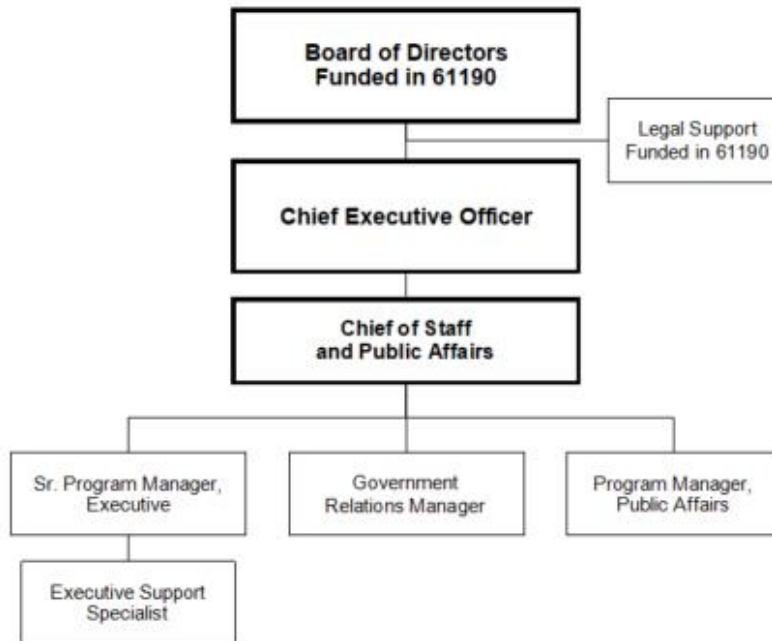 Board of Directors
Funded in 61190
Legal Support
Funded in 61190
Chief Executive Officer
Chief of Staff
and Public Affairs
Sr. Program Manager,
Executive
Government
Relations Manager
Program Manager,
Public Affairs
Executive Support
Specialist